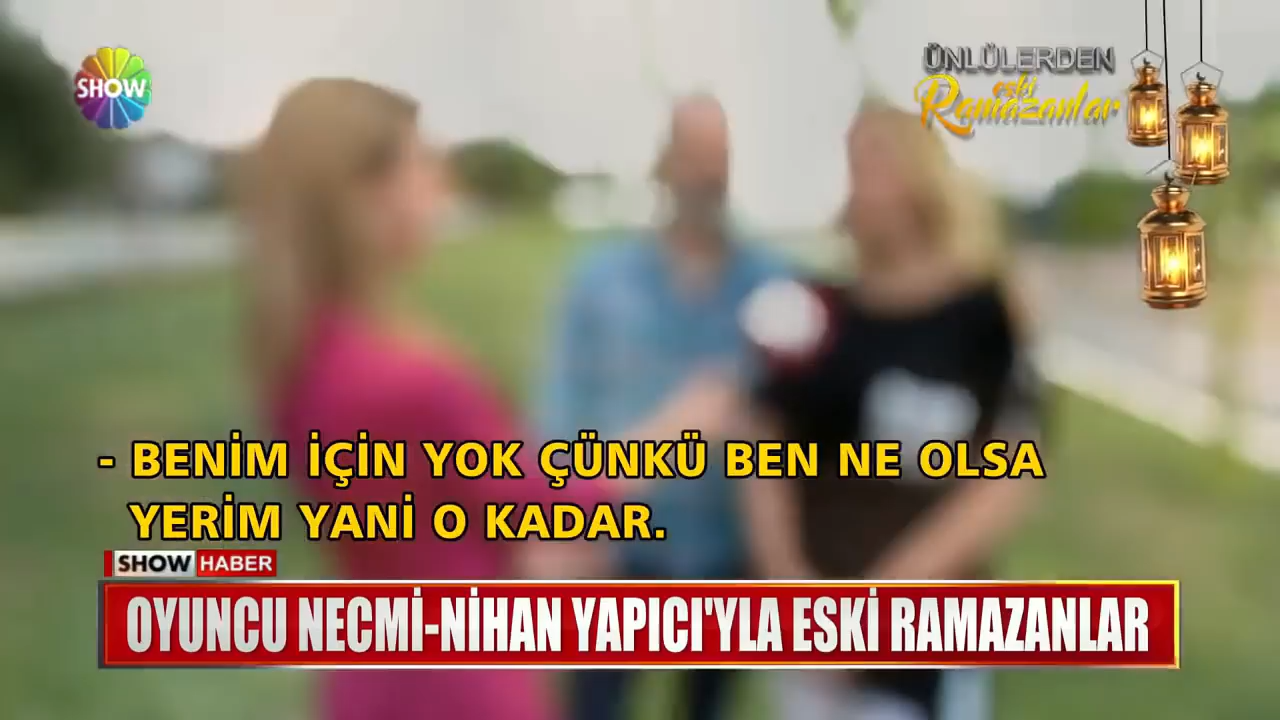 SHOW
ÜNLÜLERDEN
eski
Ramazanlar
- BENİM İÇİN YOK ÇÜNKÜ BEN NE OLSA
YERİM YANİ O KADAR.
SHOW HABER
OYUNCU NECMİ-NİHAN YAPICI'YLA ESKİ RAMAZANLAR